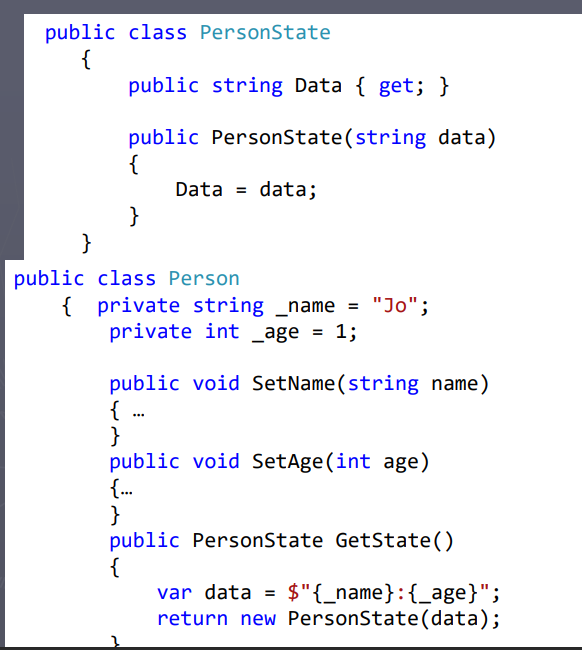 public class PersonState
{
public string Data { get; }
public PersonState(string data)
{
Data = data;
}
}
public class Person
{ private string _name = "Jo";
private int _age = 1;
public void SetName(string name)
{ …
}
public void SetAge(int age)
{…
}
public PersonState GetState()
{
var data = $"{_name}:{_age}";
return new PersonState(data);
}